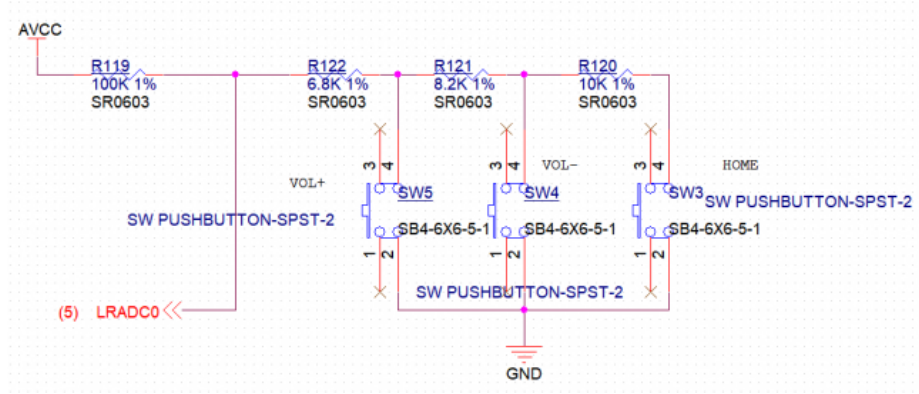 AVCC
R119
100K 1%
SR0603
R122
6.8K 1%
SR0603
R121
8.2K 1%
SR0603
R120
10K 1%
SR0603
3
4
3
4
3
4
VOL+
VOL-
HOME
SW5
SW4
SW3
SW PUSHBUTTON-SPST-2
SW PUSHBUTTON-SPST-2
SB4-6X6-5-1
SB4-6X6-5-1
SB4-6X6-5-1
1
2
1
2
1
2
SW PUSHBUTTON-SPST-2
(5) LRADC0
GND